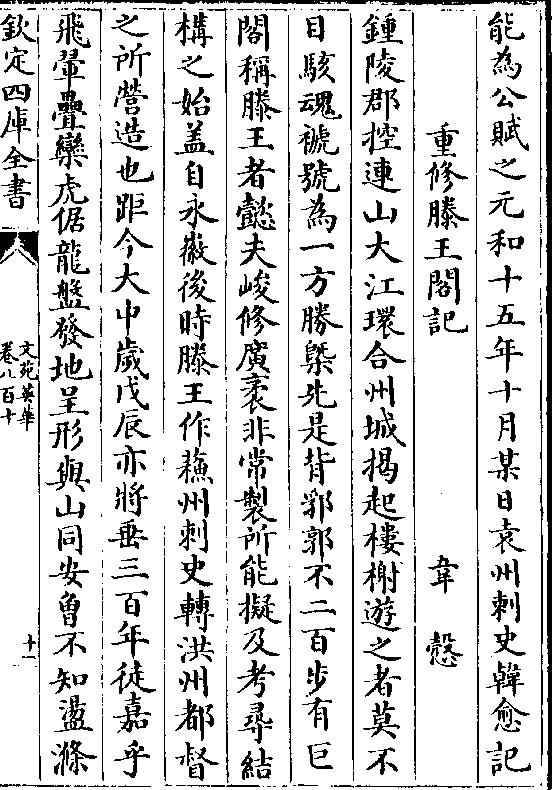 能為公賦之元和十五年十月某日袁州刺史韓愈記
重修滕王閣記 韋慤
鍾陵郡控連山大江環合州城揭起樓榭遊之者莫不
目駭魂褫號為一方勝槩先是背郛郭不二百步有巨
閣稱滕王者懿夫峻修廣袤非常製所能擬及考尋結
構之始盖自永徽後時滕王作蘓州刺史轉洪州都督
之所營造也距今大中歲戊辰亦將垂三百年徒嘉乎
飛翬疊欒虎倨龍盤發地呈形與山同安曾不知盪滌
欽定四庫全書
文苑英華
卷八百十
十一